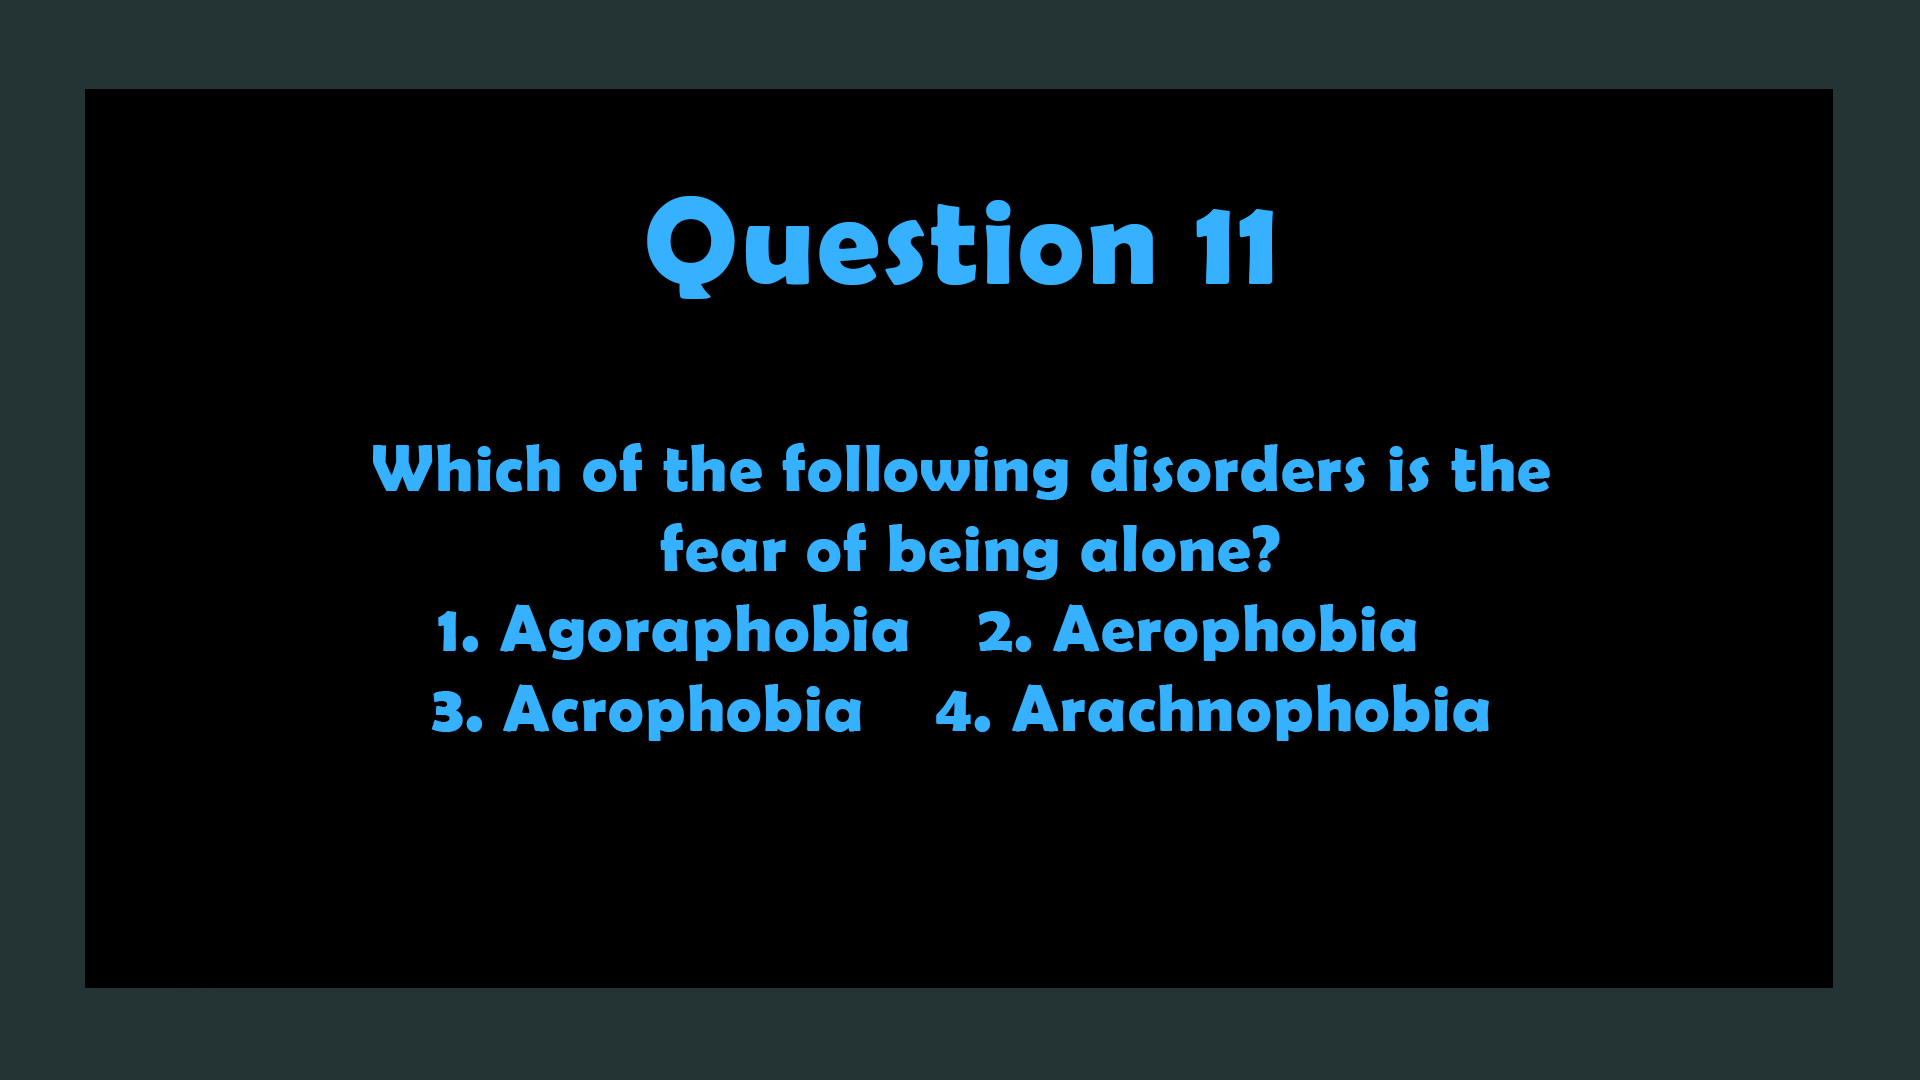 Question 11
Which of the following disorders is the
fear of being alone?
1. Agoraphobia 2. Aerophobia
3. Acrophobia 4. Arachnophobia